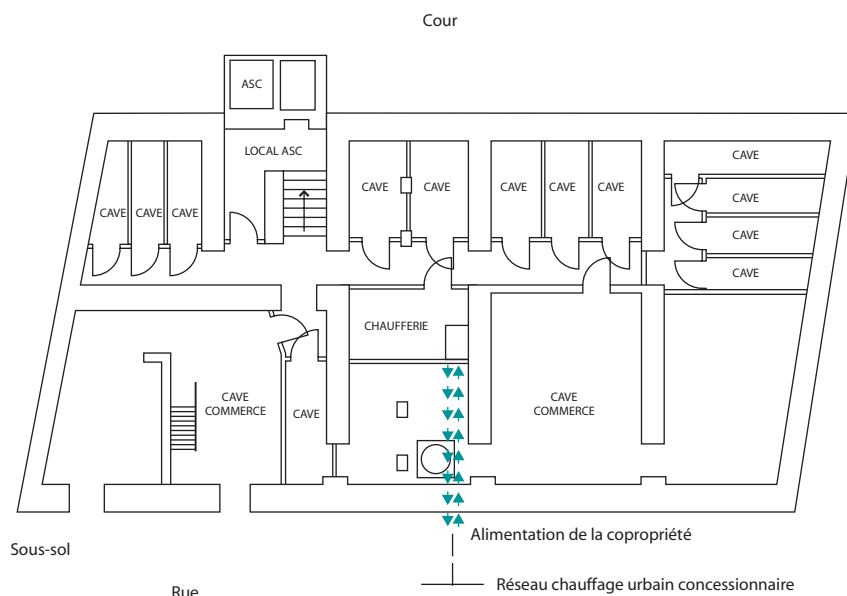 Cour
ASC
LOCAL ASC
CAVE
CAVE
CAVE
CAVE
CAVE
CAVE
CAVE
CAVE
CAVE
CAVE
CAVE
CAVE
CHAUFFERIE
CAVE
COMMERCE
CAVE
CAVE
COMMERCE
Alimentation de la copropriété
Sous-sol
Réseau chauffage urbain concessionnaire
Rue